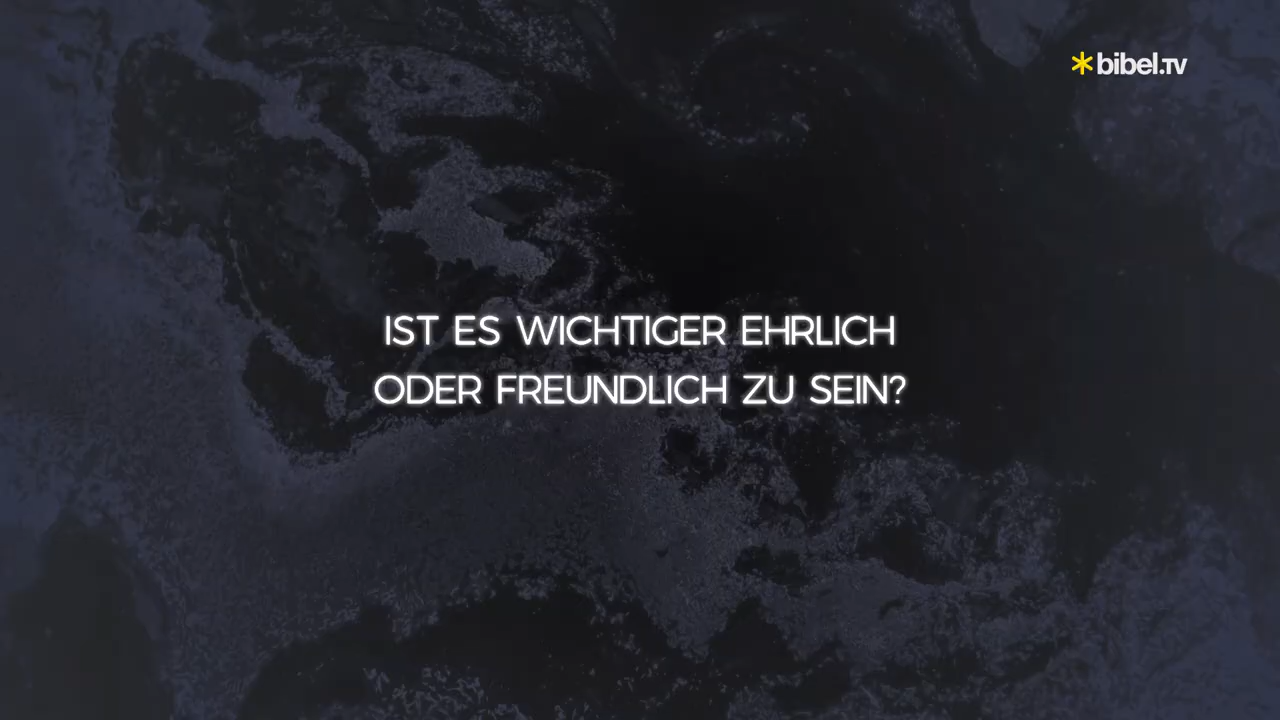 bibel.tv
IST ES WICHTIGER EHRLICH
ODER FREUNDLICH ZU SEIN?